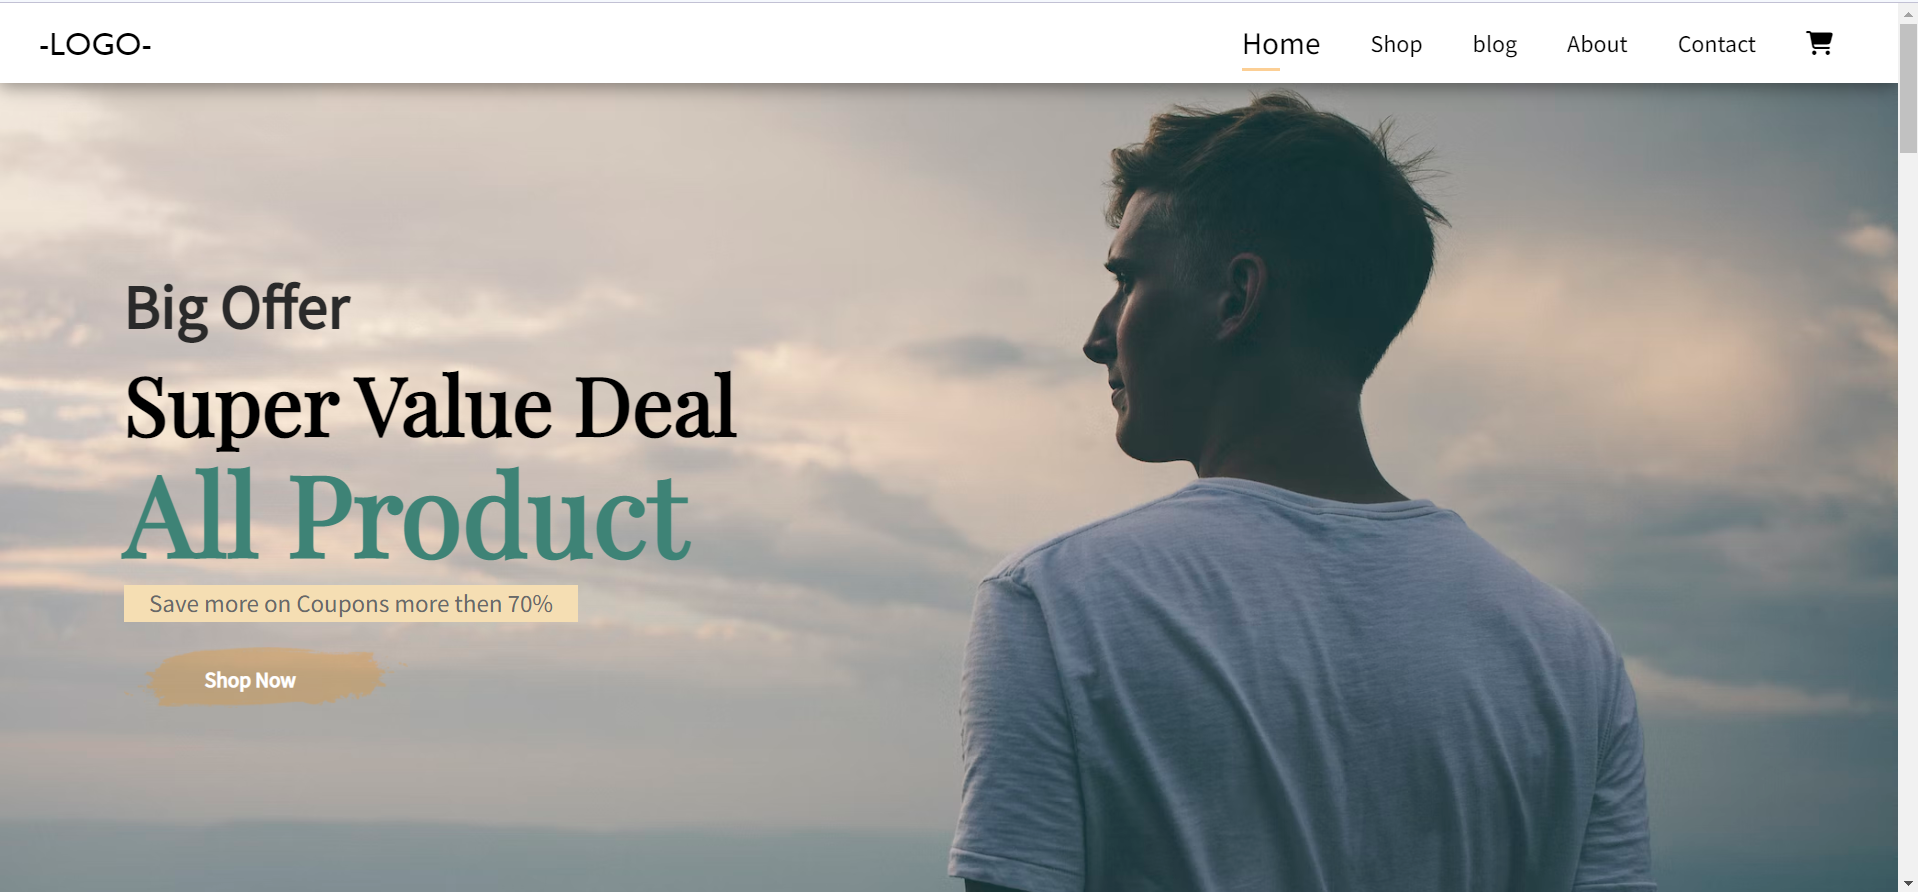 -LOGO-
Home Shop blog About Contact
Big Offer
Super Value Deal
All Product
Save more on Coupons more then 70%
Shop Now